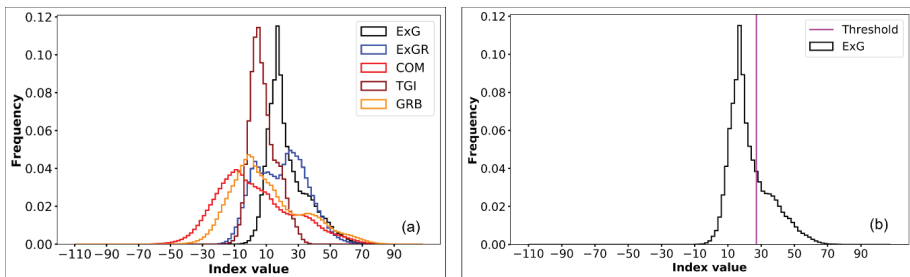 0.12
0.10
0.08
0.06
0.04
0.02
0.00
Frequency
ExG
ExGR
COM
TGI
GRB
(a)
−110 −90 −70 −50 −30 −10 10 30 50 70 90
Index value
0.12
0.10
0.08
0.06
0.04
0.02
0.00
Frequency
Threshold
ExG
(b)
−110 −90 −70 −50 −30 −10 10 30 50 70 90
Index value